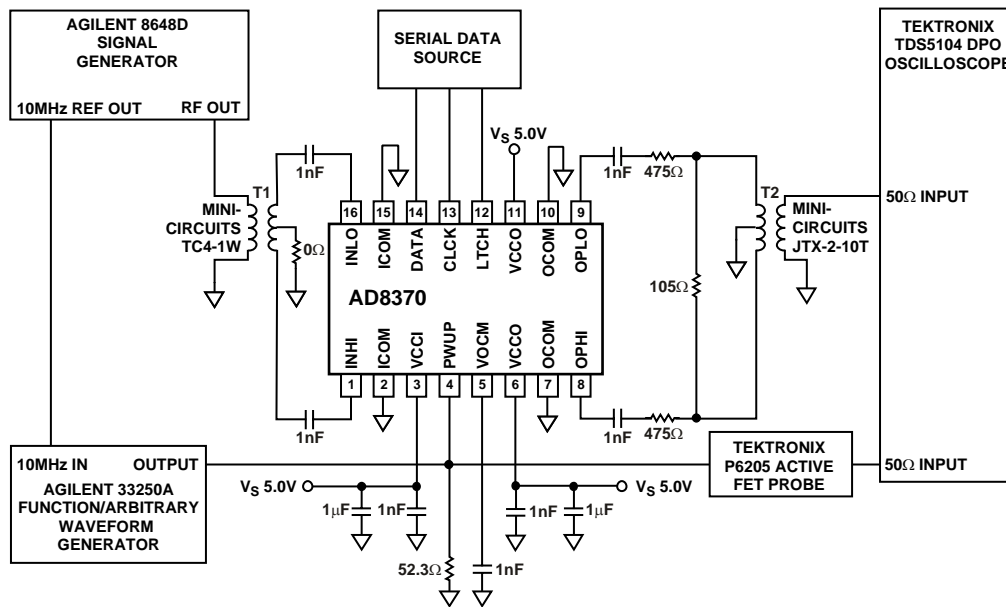 AGILENT 8648D
SIGNAL
GENERATOR
10MHz REF OUT RF OUT
SERIAL DATA
SOURCE
TEKTRONIX
TDS5104 DPO
OSCILLOSCOPE
50Ω INPUT
50Ω INPUT
T1
MINI-
CIRCUITS
TC4-1W
0Ω
1nF
1nF
VS 5.0V
1nF
475Ω
105Ω
1nF
475Ω
T2
MINI-
CIRCUITS
JTX-2-10T
16 15 14 13 12 11 10 9
INLO ICOM DATA CLCK LTCH VCCO OCOM OPLO
AD8370
INHI ICOM VCCI PWUP VOCM VCCO OCOM OPHI
1 2 3 4 5 6 7 8
10MHz IN OUTPUT
AGILENT 33250A
FUNCTION/ARBITRARY
WAVEFORM
GENERATOR
TEKTRONIX
P6205 ACTIVE
FET PROBE
VS 5.0V
1μF 1nF
52.3Ω
1nF
1nF 1μF
VS 5.0V